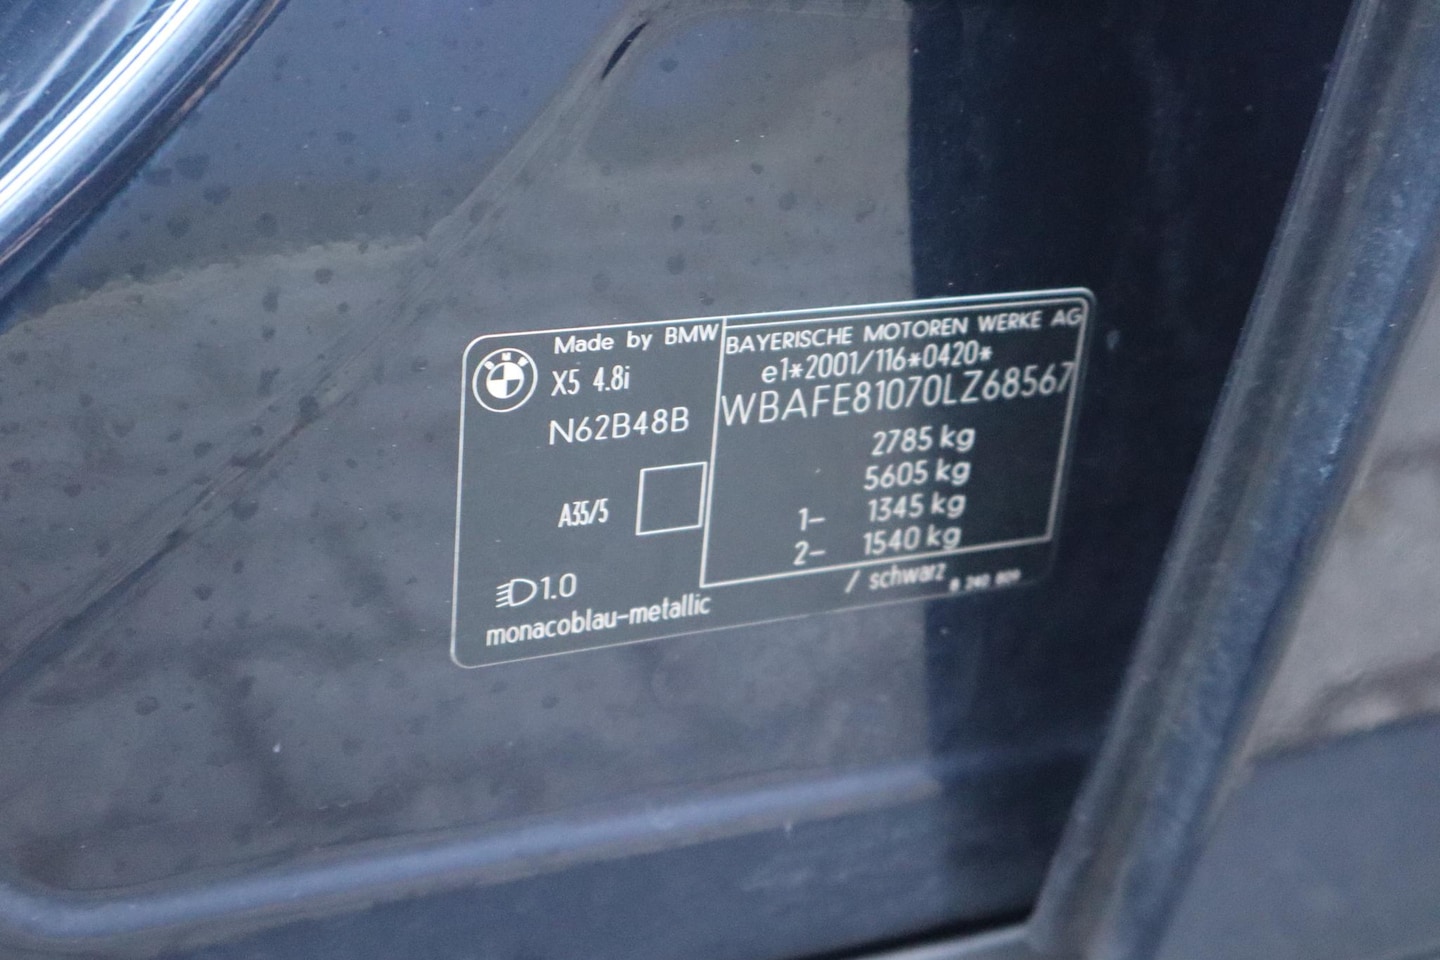 Made by BMW
X5 4.8i
N62B48B
A35/5
1.0
monacoblau-metallic / schwarz
BAYERISCHE MOTOREN WERKE AG
e1*2001/116*0420*
WBAFE81070LZ68567
2785 kg
5605 kg
1– 1345 kg
2– 1540 kg